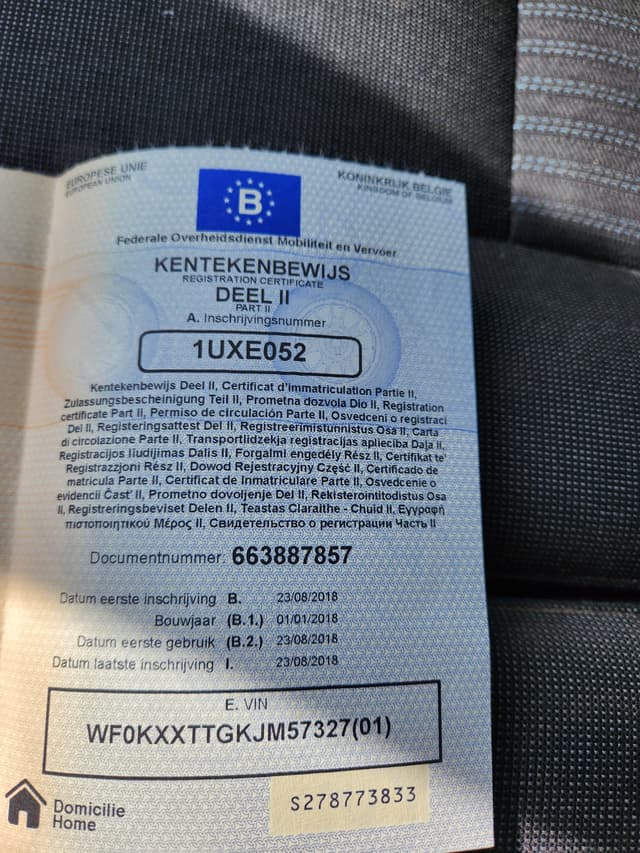 EUROPESE UNIE
EUROPEAN UNION
KONINKRIJK BELGIE
KINGDOM OF BELGIUM
B
Federale Overheidsdienst Mobiliteit en Vervoer
KENTEKENBEWIJS
REGISTRATION CERTIFICATE
DEEL II
PART II
A. Inschrijvingsnummer
1UXE052
Kentekenbewijs Deel II, Certificat d'immatriculation Partie II,
Zulassungsbescheinigung Teil II, Prometna dozvola Dio II, Registration
certificate Part II, Permiso de circulación Parte II, Osvedceni o registraci
Del II, Registeringsattest Del II, Registreerimistunnistus Osa II, Carta
di circolazione Parte II, Transportlidzekja registracijas aplieciba Daja II,
Registracijos liudijimas Dalis II, Forgalmi engedély Rész II, Certifikat ta'
Registrazzjoni Rész II, Dowod Rejestracyjny Część II, Certificado de
matricula Parte II, Certificat de Inmatriculare Parte II, Osvedcenie o
evidencii Čast' II, Prometno dovoljenje Del II, Rekisteriointitodistus Osa
II, Registreringsbeviset Delen II, Teastas Claraithe - Chuid II, Εγγραφή
πιστοποιητικού Μέρος II, Свидетельство о регистрации Часть II
Documentnummer. 663887857
Datum eerste inschrijving B. 23/08/2018
Bouwjaar (B.1.) 01/01/2018
Datum eerste gebruik (B.2.) 23/08/2018
Datum laatste inschrijving I. 23/08/2018
E. VIN
WF0KXXTTGKJM57327(01)
Domicilie
Home
S278773833